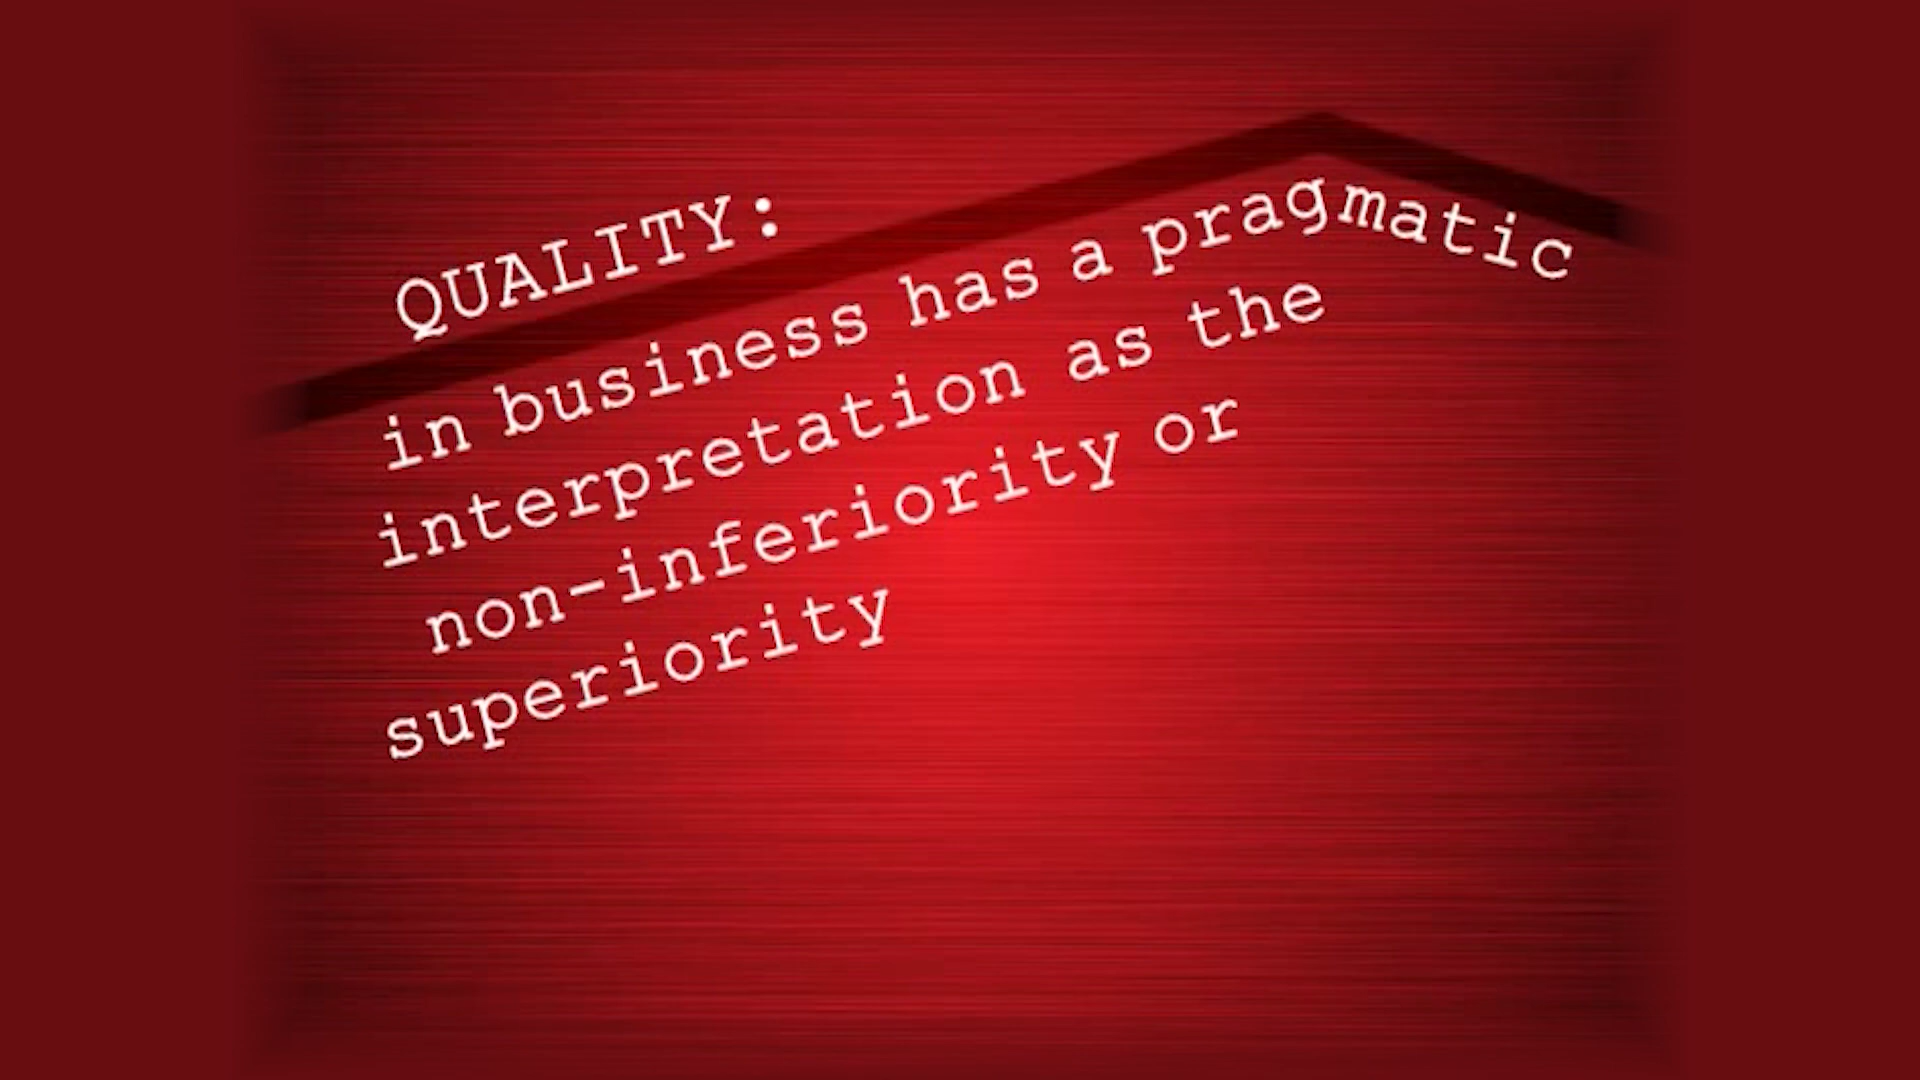 QUALITY:
in business has a pragmatic
interpretation as the
non-inferiority or
superiority